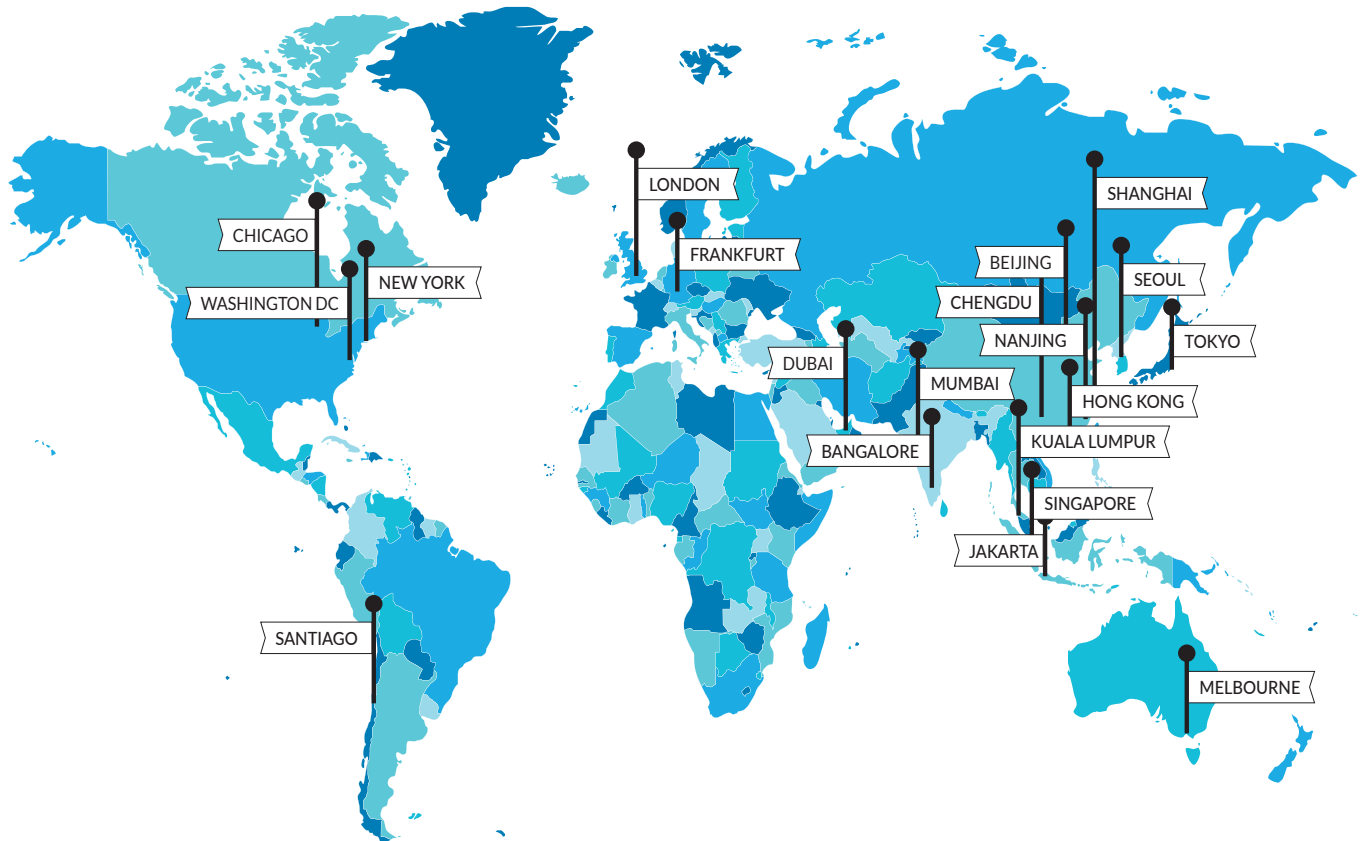 LONDON
SHANGHAI
CHICAGO
FRANKFURT
BEIJING
NEW YORK
SEOUL
WASHINGTON DC
CHENGDU
NANJING
TOKYO
DUBAI
MUMBAI
HONG KONG
BANGALORE
KUALA LUMPUR
SINGAPORE
JAKARTA
SANTIAGO
MELBOURNE